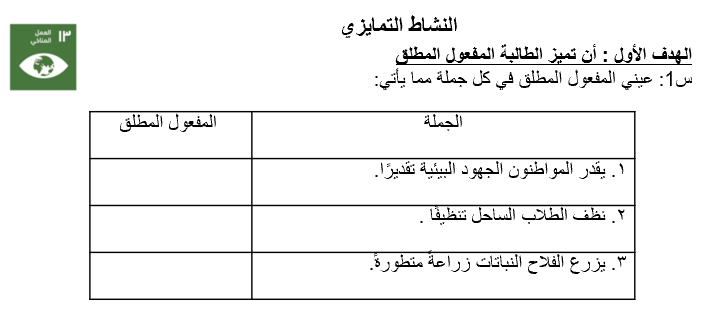 النشاط التمايزي
١٣ العمل المناخي
الهدف الأول : أن تميز الطالبة المفعول المطلق
س1: عيني المفعول المطلق في كل جملة مما يأتي:
الجملة المفعول المطلق
١. يقدر المواطنون الجهود البيئية تقديرًا.
٢. نظف الطلاب الساحل تنظيفًا .
٣. يزرع الفلاح النباتات زراعةً متطورةً.